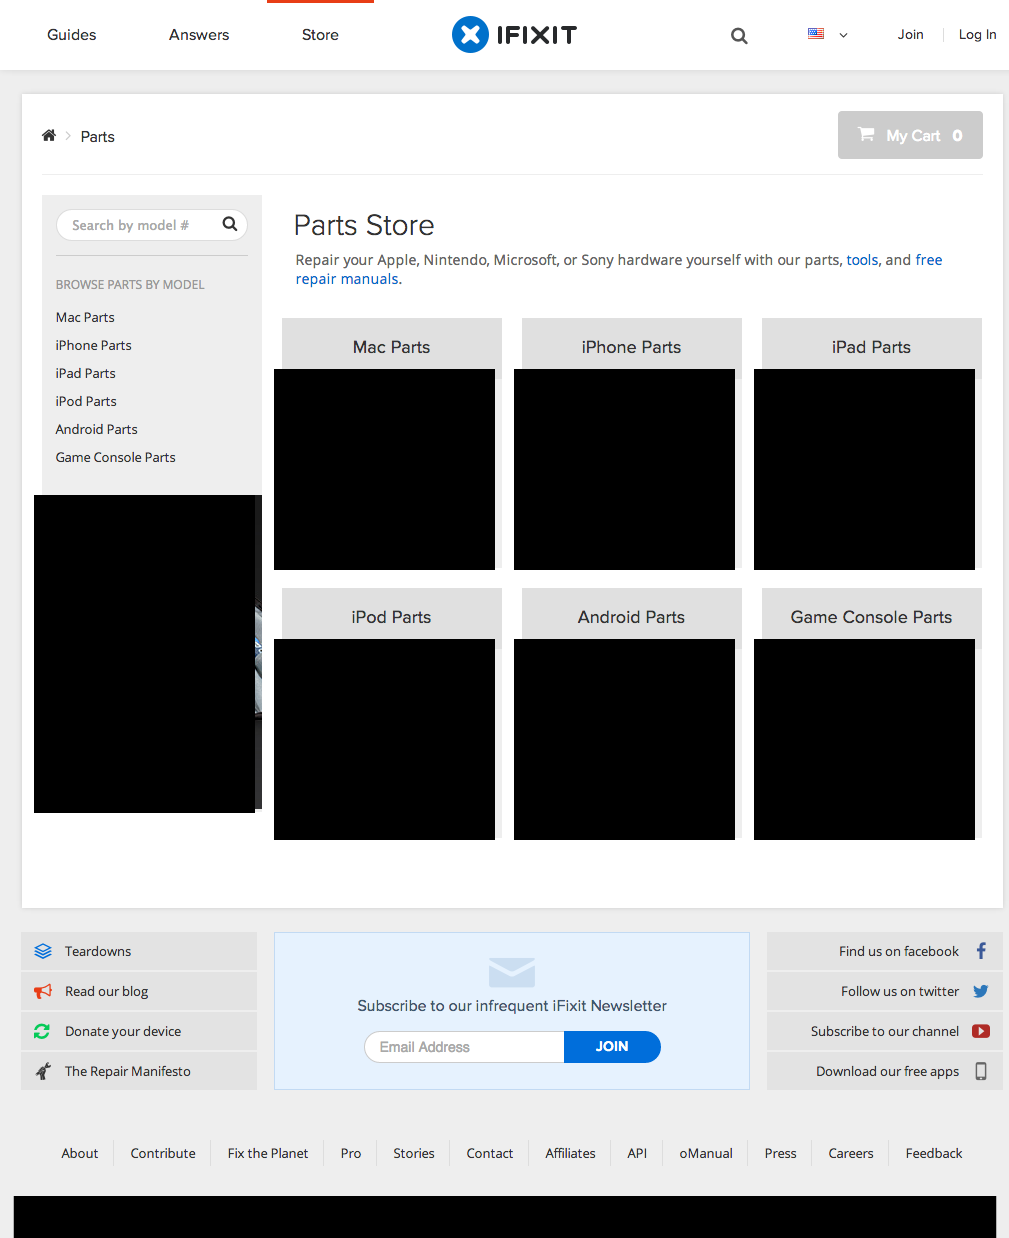 Guides
Answers
Store
IFIXIT
Join
Log In
Parts
My Cart 0
Search by model #
BROWSE PARTS BY MODEL
Mac Parts
iPhone Parts
iPad Parts
iPod Parts
Android Parts
Game Console Parts
Parts Store
Repair your Apple, Nintendo, Microsoft, or Sony hardware yourself with our parts, tools, and free
repair manuals.
Mac Parts
iPhone Parts
iPad Parts
iPod Parts
Android Parts
Game Console Parts
Teardowns
Read our blog
Donate your device
The Repair Manifesto
Subscribe to our infrequent iFixit Newsletter
Email Address
JOIN
Find us on facebook
Follow us on twitter
Subscribe to our channel
Download our free apps
About
Contribute
Fix the Planet
Pro
Stories
Contact
Affiliates
API
oManual
Press
Careers
Feedback